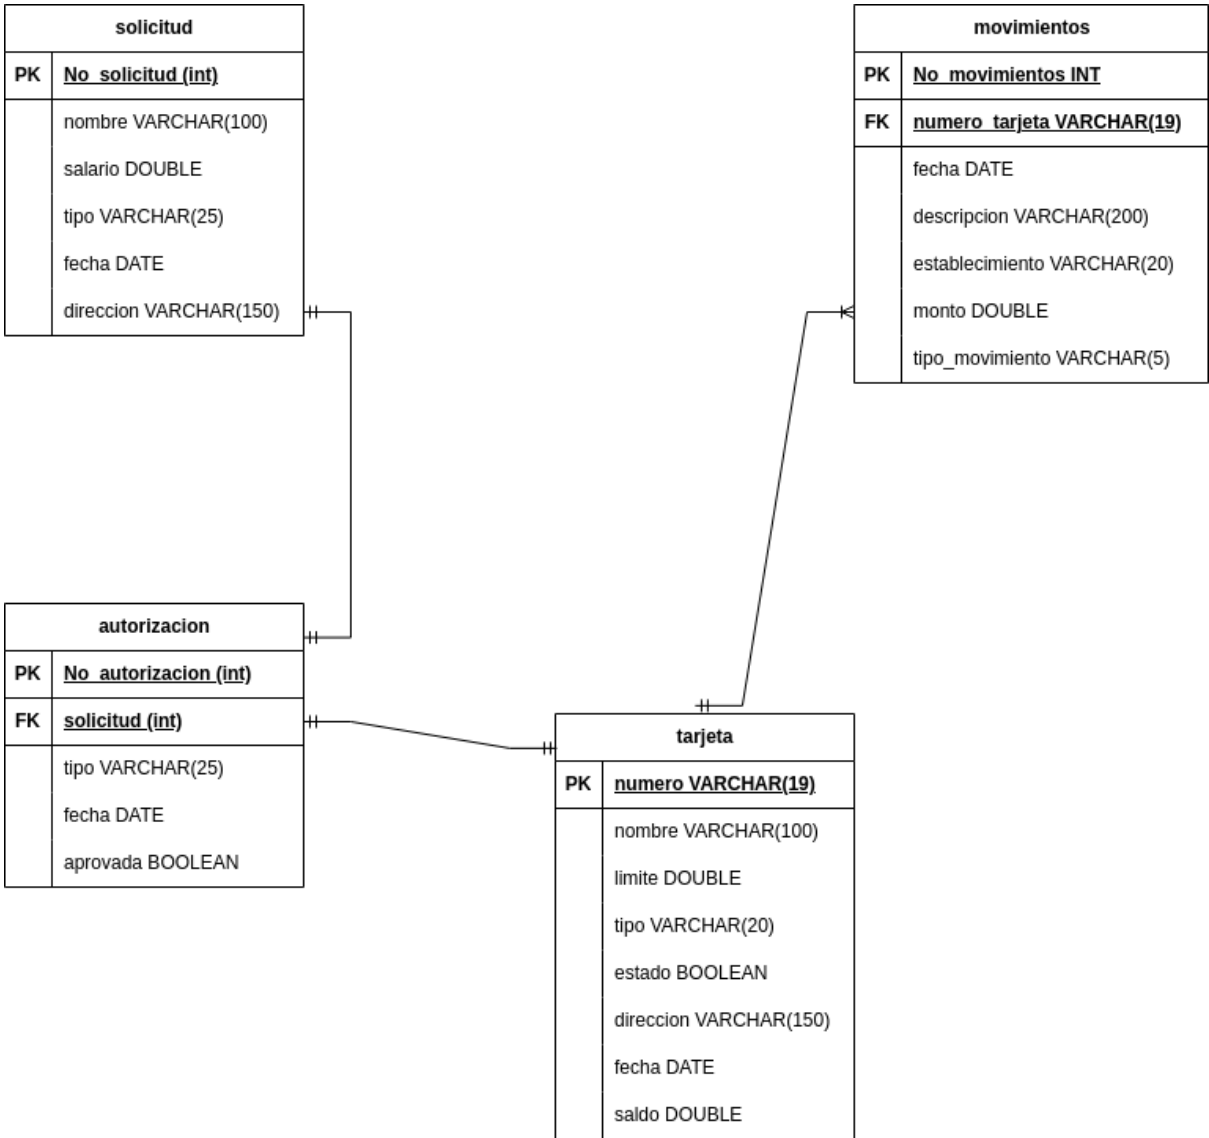 solicitud
PK No_solicitud (int)
nombre VARCHAR(100)
salario DOUBLE
tipo VARCHAR(25)
fecha DATE
direccion VARCHAR(150)
movimientos
PK No_movimientos INT
FK numero_tarjeta VARCHAR(19)
fecha DATE
descripcion VARCHAR(200)
establecimiento VARCHAR(20)
monto DOUBLE
tipo_movimiento VARCHAR(5)
autorizacion
PK No_autorizacion (int)
FK solicitud (int)
tipo VARCHAR(25)
fecha DATE
aprovada BOOLEAN
tarjeta
PK numero VARCHAR(19)
nombre VARCHAR(100)
limite DOUBLE
tipo VARCHAR(20)
estado BOOLEAN
direccion VARCHAR(150)
fecha DATE
saldo DOUBLE